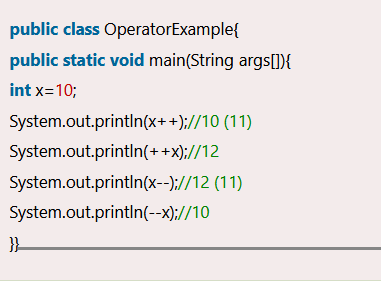 public class OperatorExample{
public static void main(String args[]){
int x=10;
System.out.println(x++);//10 (11)
System.out.println(++x);//12
System.out.println(x--);//12 (11)
System.out.println(--x);//10
}}